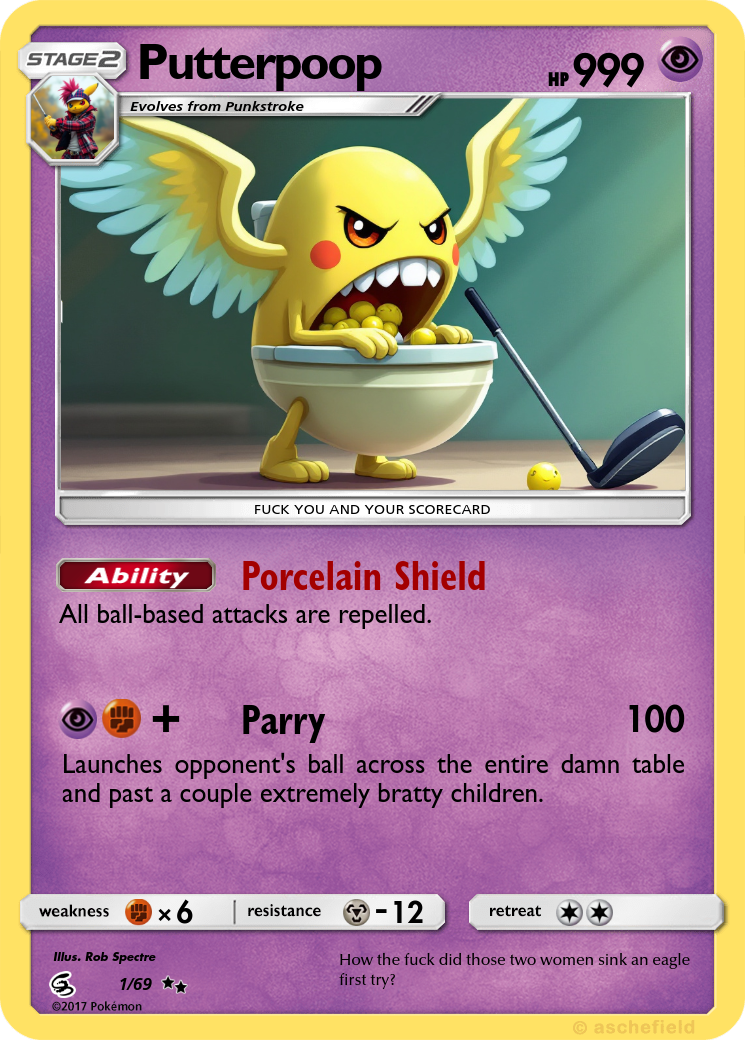 STAGE2
Putterpoop
HP 999
Evolves from Punkstroke
FUCK YOU AND YOUR SCORECARD
Ability Porcelain Shield
All ball-based attacks are repelled.
+ Parry 100
Launches opponent's ball across the entire damn table
and past a couple extremely bratty children.
weakness × 6 resistance -12 retreat
Illus. Rob Spectre
How the fuck did those two women sink an eagle
first try?
1/69
©2017 Pokémon
© aschefield